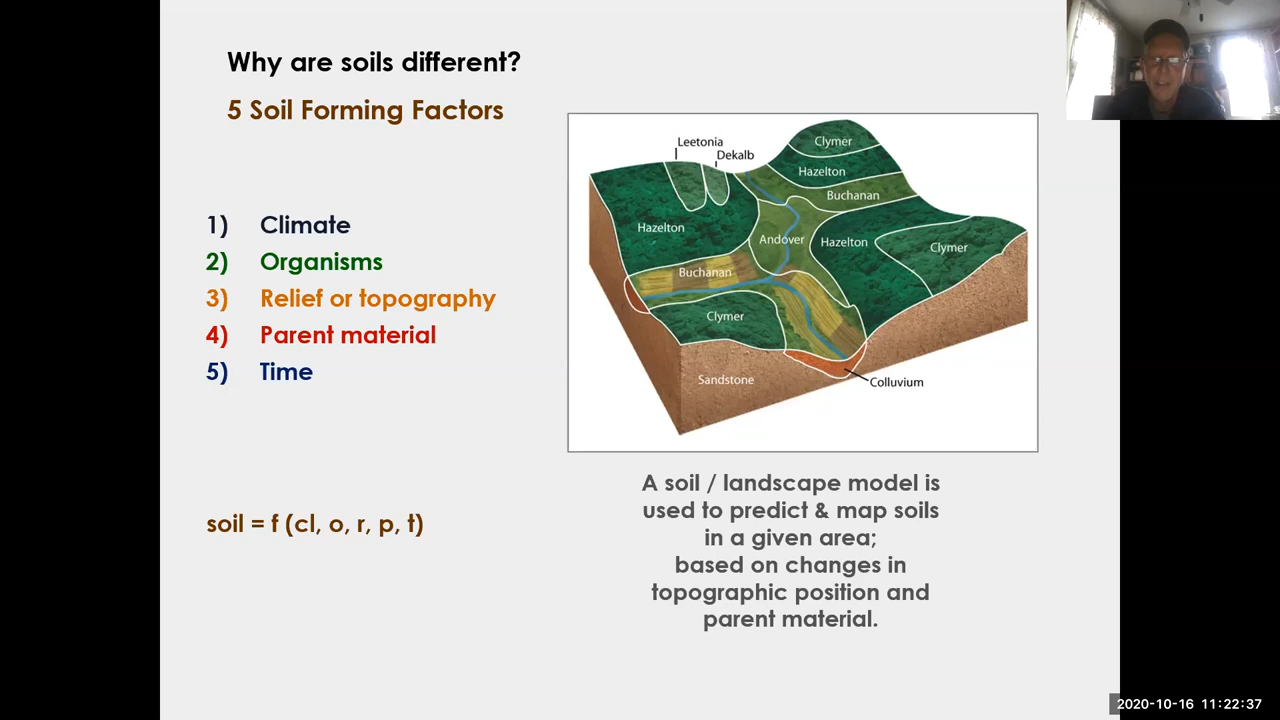 Why are soils different?
5 Soil Forming Factors
1) Climate
2) Organisms
3) Relief or topography
4) Parent material
5) Time
soil = f (cl, o, r, p, t)
Leetonia
Dekalb
Clymer
Hazelton
Buchanan
Hazelton
Andover
Hazelton
Clymer
Buchanan
Clymer
Sandstone
Colluvium
A soil / landscape model is
used to predict & map soils
in a given area;
based on changes in
topographic position and
parent material.
2020-10-16 11:22:37